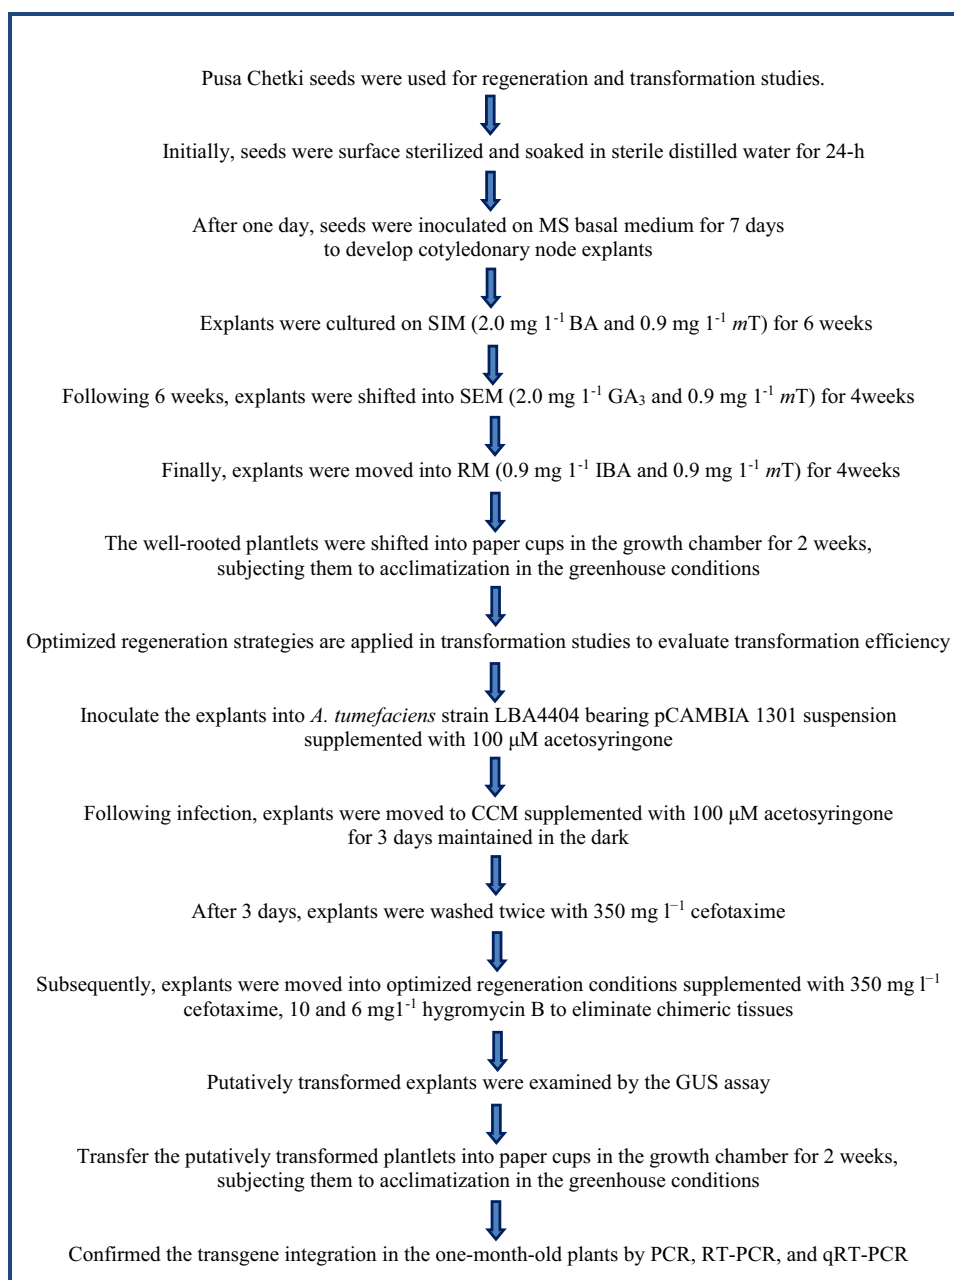 Pusa Chetki seeds were used for regeneration and transformation studies.
Initially, seeds were surface sterilized and soaked in sterile distilled water for 24-h
After one day, seeds were inoculated on MS basal medium for 7 days
to develop cotyledonary node explants
Explants were cultured on SIM (2.0 mg 1⁻¹ BA and 0.9 mg 1⁻¹ mT) for 6 weeks
Following 6 weeks, explants were shifted into SEM (2.0 mg 1⁻¹ GA₃ and 0.9 mg 1⁻¹ mT) for 4weeks
Finally, explants were moved into RM (0.9 mg 1⁻¹ IBA and 0.9 mg 1⁻¹ mT) for 4weeks
The well-rooted plantlets were shifted into paper cups in the growth chamber for 2 weeks,
subjecting them to acclimatization in the greenhouse conditions
Optimized regeneration strategies are applied in transformation studies to evaluate transformation efficiency
Inoculate the explants into A. tumefaciens strain LBA4404 bearing pCAMBIA 1301 suspension
supplemented with 100 μM acetosyringone
Following infection, explants were moved to CCM supplemented with 100 μM acetosyringone
for 3 days maintained in the dark
After 3 days, explants were washed twice with 350 mg l⁻¹ cefotaxime
Subsequently, explants were moved into optimized regeneration conditions supplemented with 350 mg l⁻¹
cefotaxime, 10 and 6 mg1⁻¹ hygromycin B to eliminate chimeric tissues
Putatively transformed explants were examined by the GUS assay
Transfer the putatively transformed plantlets into paper cups in the growth chamber for 2 weeks,
subjecting them to acclimatization in the greenhouse conditions
Confirmed the transgene integration in the one-month-old plants by PCR, RT-PCR, and qRT-PCR